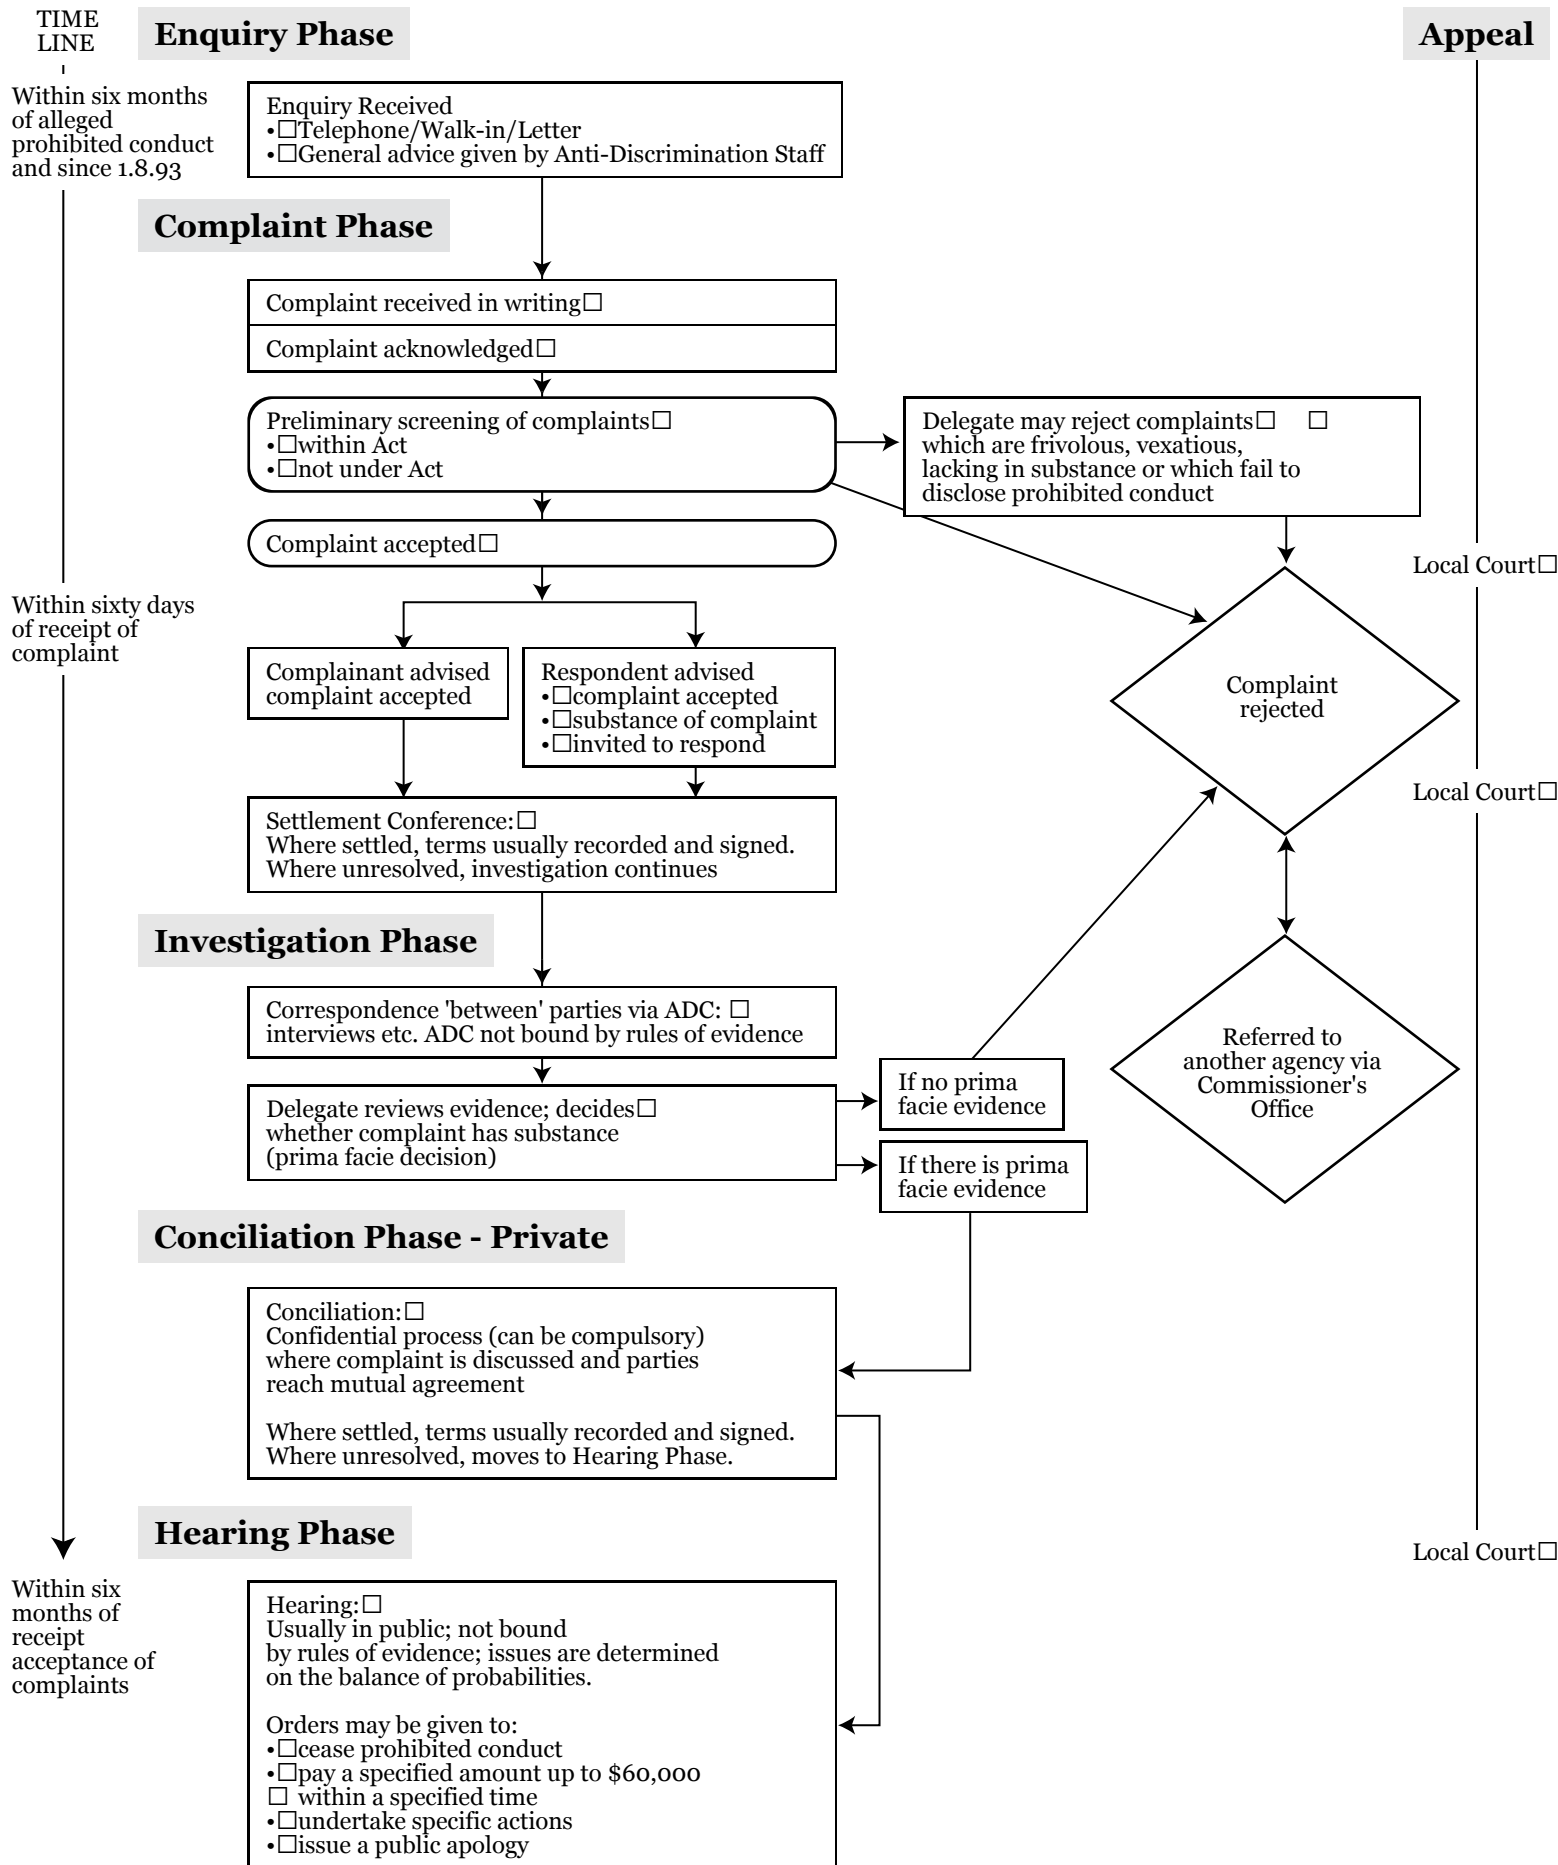 TIME
LINE
Enquiry Phase
Appeal
Within six months
of alleged
prohibited conduct
and since 1.8.93
Enquiry Received
•□Telephone/Walk-in/Letter
•□General advice given by Anti-Discrimination Staff
Complaint Phase
Complaint received in writing□
Complaint acknowledged□
Preliminary screening of complaints□
•□within Act
•□not under Act
Delegate may reject complaints□ □
which are frivolous, vexatious,
lacking in substance or which fail to
disclose prohibited conduct
Complaint accepted□
Local Court□
Within sixty days
of receipt of
complaint
Complainant advised
complaint accepted
Respondent advised
•□complaint accepted
•□substance of complaint
•□invited to respond
Complaint
rejected
Local Court□
Settlement Conference:□
Where settled, terms usually recorded and signed.
Where unresolved, investigation continues
Investigation Phase
Correspondence 'between' parties via ADC: □
interviews etc. ADC not bound by rules of evidence
Referred to
another agency via
Commissioner's
Office
Delegate reviews evidence; decides□
whether complaint has substance
(prima facie decision)
If no prima
facie evidence
If there is prima
facie evidence
Conciliation Phase - Private
Conciliation:□
Confidential process (can be compulsory)
where complaint is discussed and parties
reach mutual agreement
Where settled, terms usually recorded and signed.
Where unresolved, moves to Hearing Phase.
Hearing Phase
Local Court□
Within six
months of
receipt
acceptance of
complaints
Hearing:□
Usually in public; not bound
by rules of evidence; issues are determined
on the balance of probabilities.
Orders may be given to:
•□cease prohibited conduct
•□pay a specified amount up to $60,000
□ within a specified time
•□undertake specific actions
•□issue a public apology